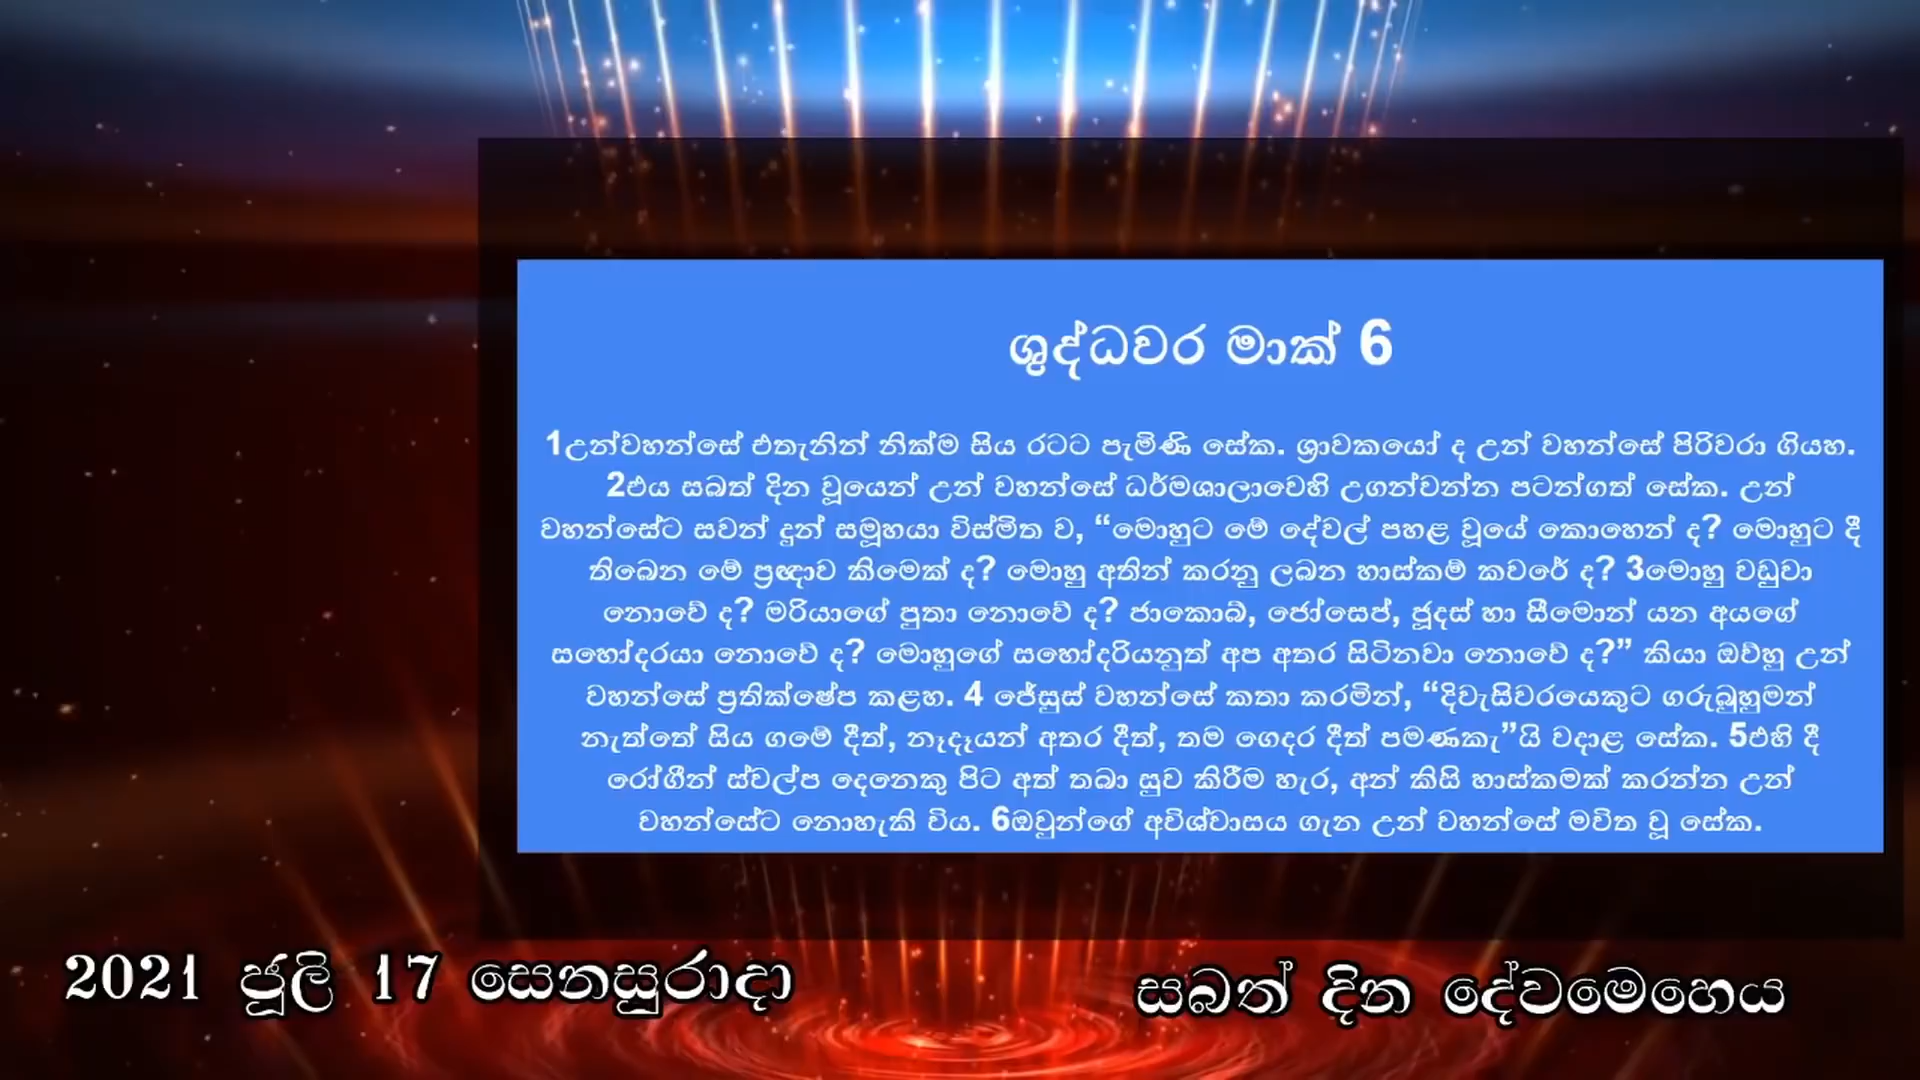 ශුද්ධවර මාක් 6
1උන්වහන්සේ එතැනින් නික්ම සිය රටට පැමිණි සේක. ශ්‍රාවකයෝ ද උන් වහන්සේ පිරිවරා ගියහ.
2එය සබත් දින වූයෙන් උන් වහන්සේ ධර්මශාලාවෙහි උගන්වන්න පටන්ගත් සේක. උන්
වහන්සේට සවන් දුන් සමූහයා විස්මිත ව, “මොහුට මේ දේවල් පහළ වූයේ කොහෙන් ද? මොහුට දී
තිබෙන මේ ප්‍රඥාව කිමෙක් ද? මොහු අතින් කරනු ලබන හාස්කම් කවරේ ද? 3මොහු වඩුවා
නොවේ ද? මරියාගේ පුතා නොවේ ද? ජාකොබ්, ජෝසෙප්, ජූදස් හා සීමොන් යන අයගේ
සහෝදරයා නොවේ ද? මොහුගේ සහෝදරියනුත් අප අතර සිටිනවා නොවේ ද?” කියා ඔව්හු උන්
වහන්සේ ප්‍රතික්ෂේප කළහ. 4 ජේසුස් වහන්සේ කතා කරමින්, “දිවැසිවරයෙකුට ගරුබුහුමන්
නැත්තේ සිය ගමේ දීත්, නෑදෑයන් අතර දීත්, තම ගෙදර දීත් පමණකැ”යි වදාළ සේක. 5එහි දී
රෝගීන් ස්වල්ප දෙනෙකු පිට අත් තබා සුව කිරීම හැර, අන් කිසි හාස්කමක් කරන්න උන්
වහන්සේට නොහැකි විය. 6ඔවුන්ගේ අවිශ්වාසය ගැන උන් වහන්සේ මවිත වූ සේක.
2021 ජූලි 17 සෙනසුරාදා
සබත් දින දේවමෙහෙය